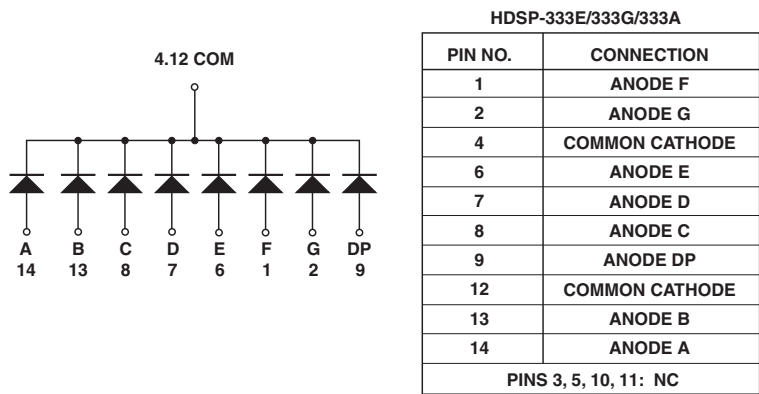 HDSP-333E/333G/333A
4.12 COM
A B C D E F G DP
14 13 8 7 6 1 2 9
PIN NO. CONNECTION
1 ANODE F
2 ANODE G
4 COMMON CATHODE
6 ANODE E
7 ANODE D
8 ANODE C
9 ANODE DP
12 COMMON CATHODE
13 ANODE B
14 ANODE A
PINS 3, 5, 10, 11: NC